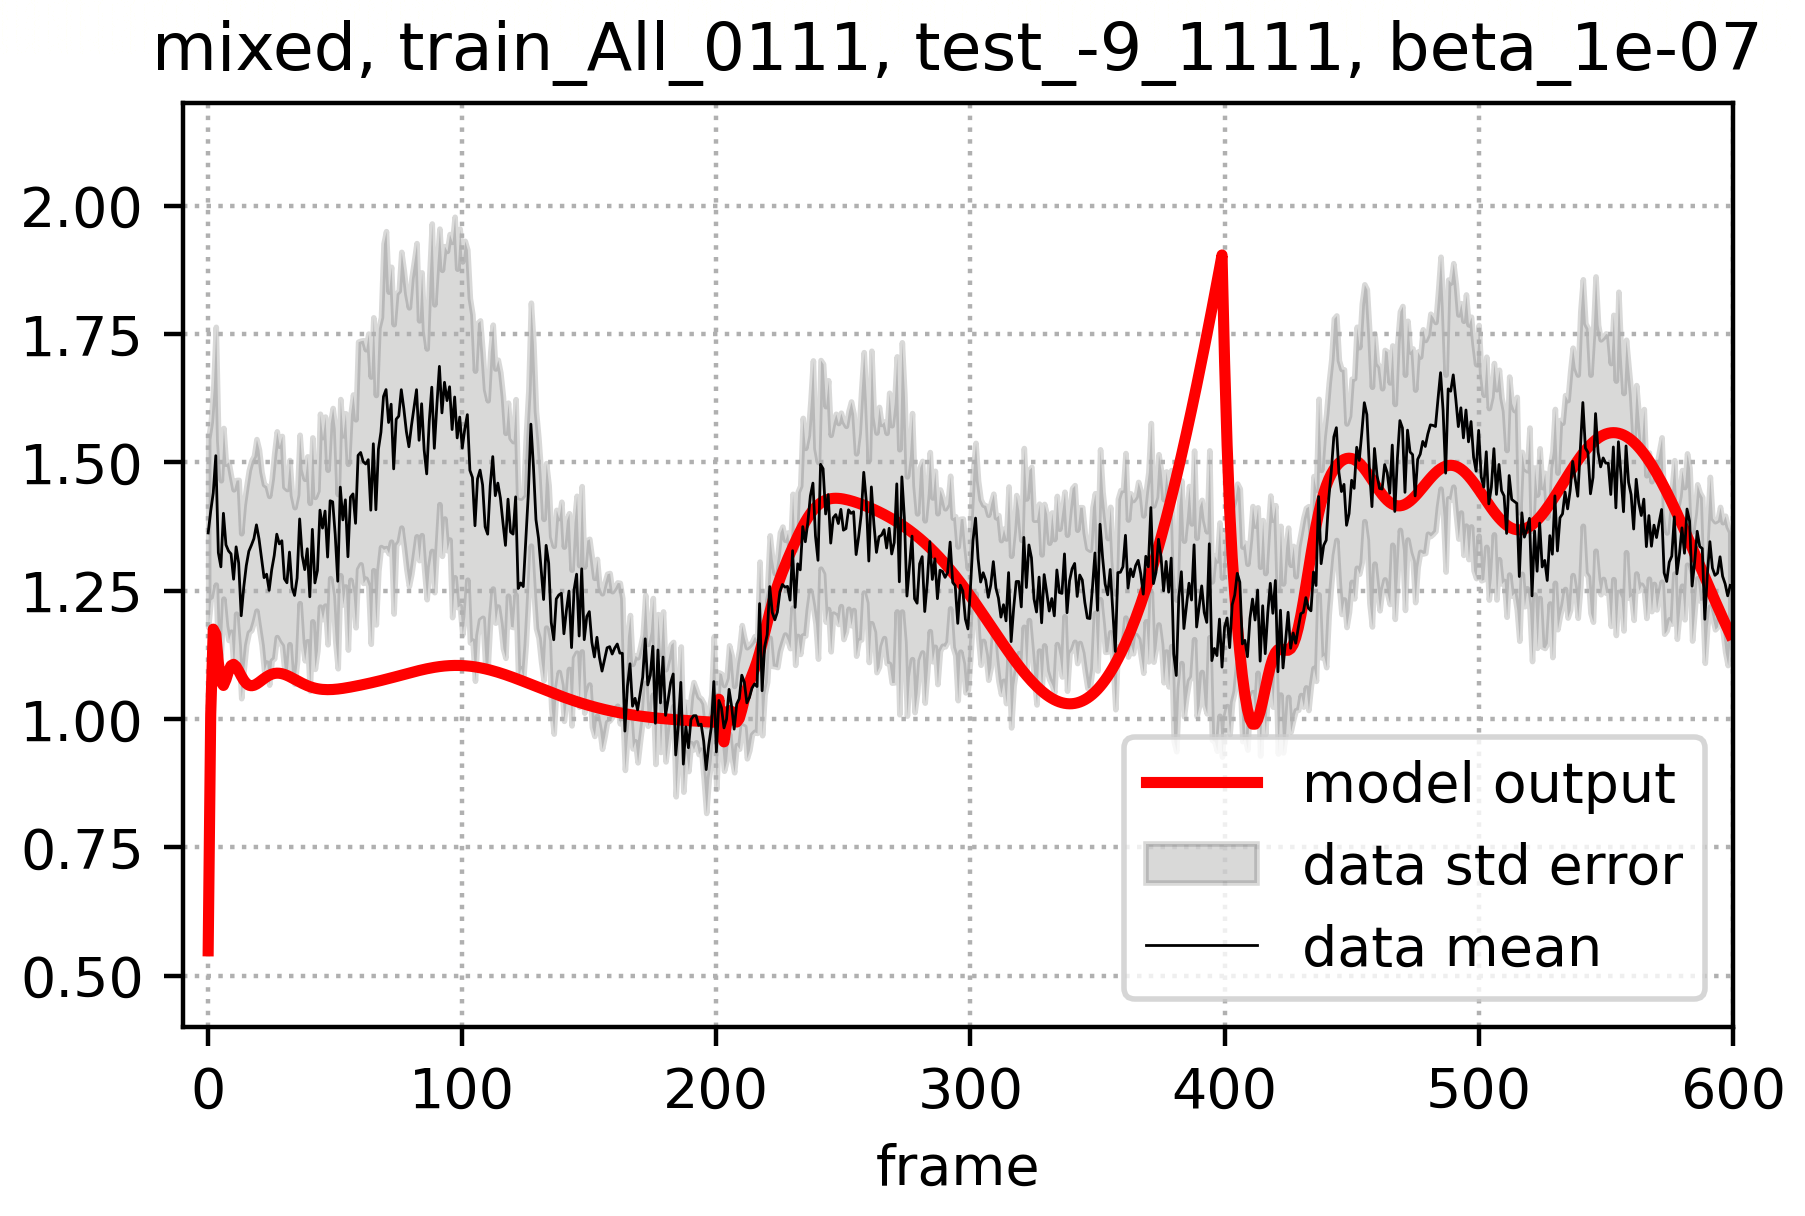 mixed, train_All_0111, test_-9_1111, beta_1e-07
2.00
1.75
1.50
1.25
1.00
0.75
0.50
model output
data std error
data mean
0 100 200 300 400 500 600
frame